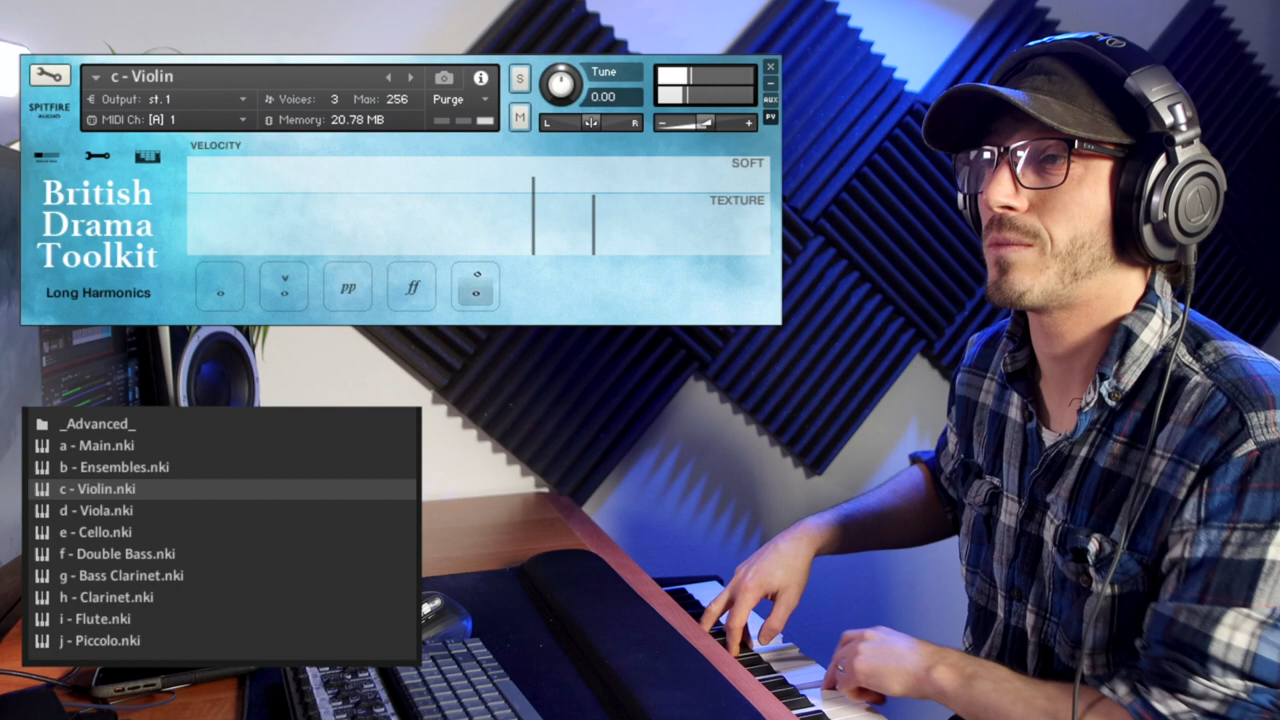 c - Violin
Output: st.1
Voices: 3 Max: 256
Purge
MIDI Ch: [A] 1
Memory: 20.78 MB
S
M
Tune
0.00
L R
- +
×
-
AUX
PV
SPITFIRE
AUDIO
British
Drama
Toolkit
Long Harmonics
VELOCITY
SOFT
TEXTURE
pp
ff
_Advanced_
a - Main.nki
b - Ensembles.nki
c - Violin.nki
d - Viola.nki
e - Cello.nki
f - Double Bass.nki
g - Bass Clarinet.nki
h - Clarinet.nki
i - Flute.nki
j - Piccolo.nki